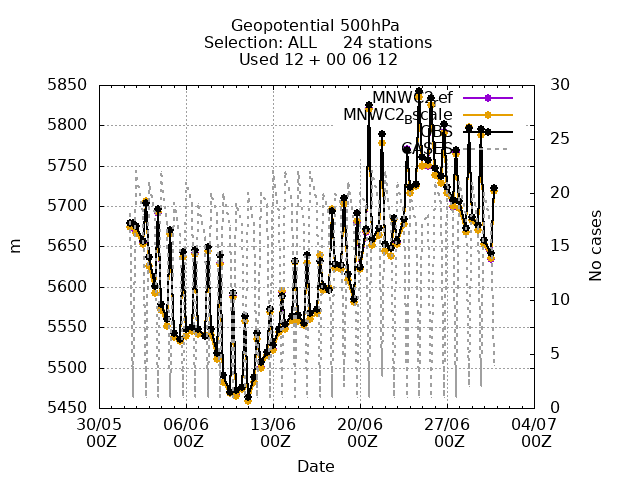 Geopotential 500hPa
Selection: ALL 24 stations
Used 12 + 00 06 12
MNWC2_ef
MNWC2_Bscale
OBS
CASES
5850
5800
5750
5700
5650
5600
5550
5500
5450
30
25
20
15
10
5
0
m
No cases
30/05 06/06 13/06 20/06 27/06 04/07
00Z 00Z 00Z 00Z 00Z 00Z
Date